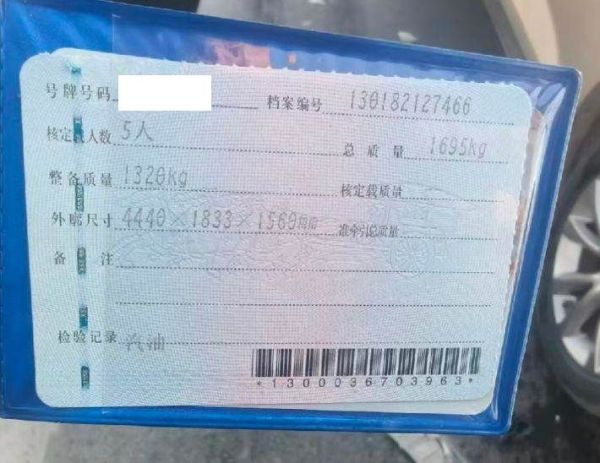 号牌号码 档案编号 130182127466
核定载人数 5人 总质量 1695kg
整备质量 1320kg 核定载质量
外廓尺寸 4440×1833×1560mm 准牵引总质量
备注
检验记录 汽油
*1300036703963*